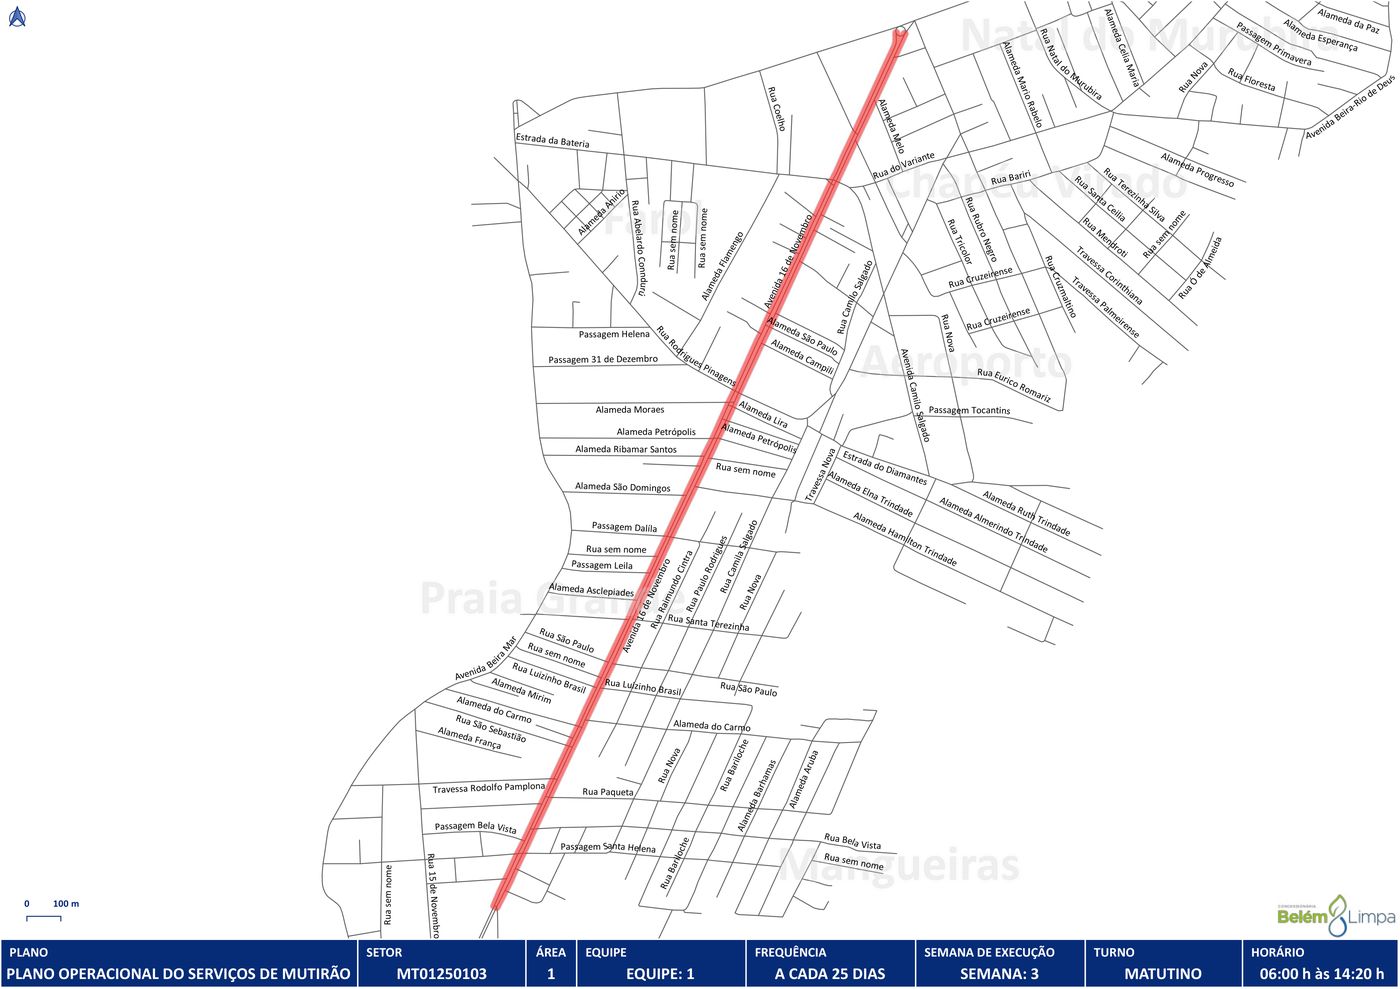 Natal do Murubira
Alameda da Paz
Alameda Esperança
Passagem Primavera
Rua Floresta
Rua Nova
Avenida Beira-Rio de Deus
Alameda Celia Maria
Rua Natal do Murubira
Alameda Mario Rabelo
Rua Coelho
Alameda Melo
Estrada da Bateria
Rua do Variante
Chapéu Virado
Rua Bariri
Alameda Progresso
Rua Terezinha Silva
Rua Santa Ceilia
Rua Mendroti
Rua sem nome
Rua Ó de Almeida
Travessa Corinthiana
Travessa Palmeirense
Rua Cruzmaltino
Rua Rubro Negro
Rua Tricolor
Rua Cruzeirense
Rua Cruzeirense
Alameda Anirio
Farol
Rua Abelardo Connduru
Rua sem nome
Rua sem nome
Alameda Flamengo
Avenida 16 de Novembro
Rua Camilo Salgado
Alameda São Paulo
Alameda Campili
Aeroporto
Rua Nova
Rua Eurico Romariz
Avenida Camilo Salgado
Passagem Tocantins
Passagem Helena
Passagem 31 de Dezembro
Rua Rodrigues Pinagens
Alameda Moraes
Alameda Lira
Alameda Petrópolis
Alameda Petrópolis
Alameda Ribamar Santos
Rua sem nome
Travessa Nova
Estrada do Diamantes
Alameda Elna Trindade
Alameda Ruth Trindade
Alameda Almerindo Trindade
Alameda Hamilton Trindade
Alameda São Domingos
Passagem Dalíla
Rua sem nome
Passagem Leila
Alameda Asclepiades
Praia Grande
Avenida 16 de Novembro
Rua Raimundo Cintra
Rua Paulo Rodrigues
Rua Camila Salgado
Rua Nova
Rua Santa Terezinha
Rua São Paulo
Rua sem nome
Avenida Beira Mar
Rua Luizinho Brasil
Rua Luizinho Brasil
Rua São Paulo
Alameda Mirim
Alameda do Carmo
Alameda do Carmo
Rua São Sebastião
Alameda França
Rua Nova
Rua Bariloche
Alameda Barhamas
Alameda Aruba
Travessa Rodolfo Pamplona
Rua Paqueta
Passagem Bela Vista
Rua Bela Vista
Passagem Santa Helena
Rua sem nome
Mangueiras
Rua Bariloche
Rua sem nome
Rua 15 de Novembro
0 100 m
CONCESSIONÁRIA
Belém Limpa
PLANO
PLANO OPERACIONAL DO SERVIÇOS DE MUTIRÃO
SETOR
MT01250103
ÁREA
1
EQUIPE
EQUIPE: 1
FREQUÊNCIA
A CADA 25 DIAS
SEMANA DE EXECUÇÃO
SEMANA: 3
TURNO
MATUTINO
HORÁRIO
06:00 h às 14:20 h